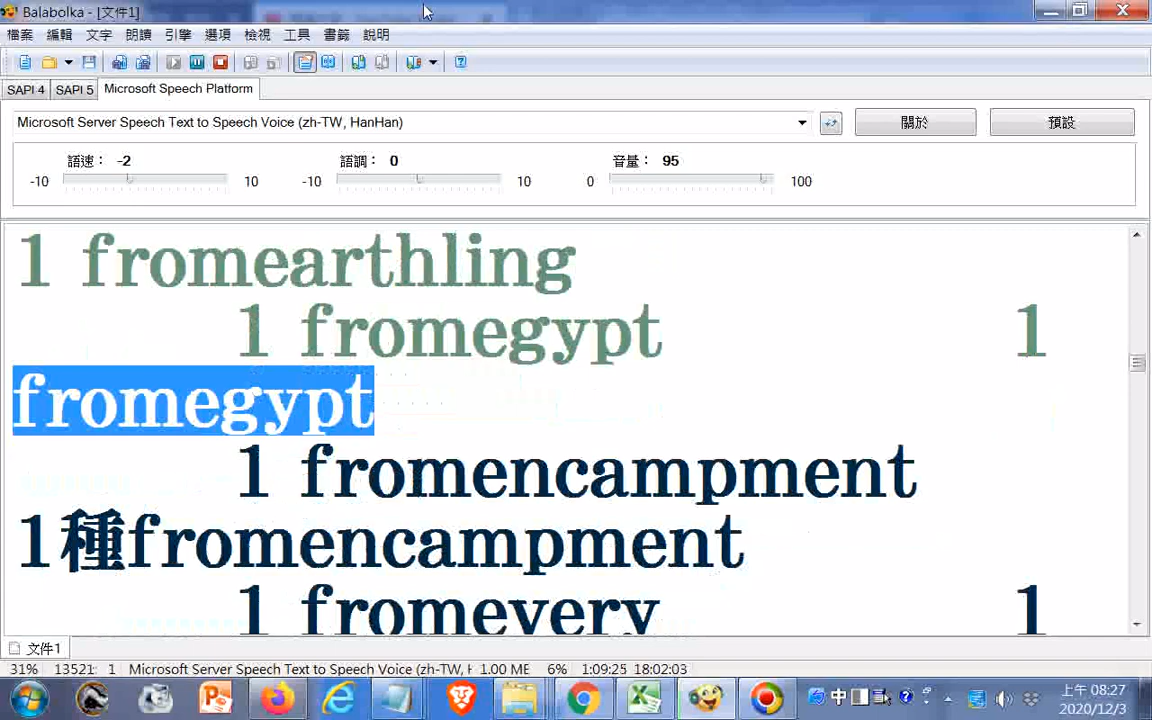 Balabolka - [文件1]
檔案 編輯 文字 朗讀 引擎 選項 檢視 工具 書籤 說明
SAPI 4 SAPI 5 Microsoft Speech Platform
Microsoft Server Speech Text to Speech Voice (zh-TW, HanHan) 關於 預設
語速： -2 語調： 0 音量： 95
-10 10 -10 10 0 100
1 fromearthling
1 fromegypt 1
fromegypt
1 fromencampment
1種fromencampment
1 fromevery 1
文件1
31% 13521: 1 Microsoft Server Speech Text to Speech Voice (zh-TW, 1.00 ME 6% 1:09:25 18:02:03
中 上午 08:27
2020/12/3